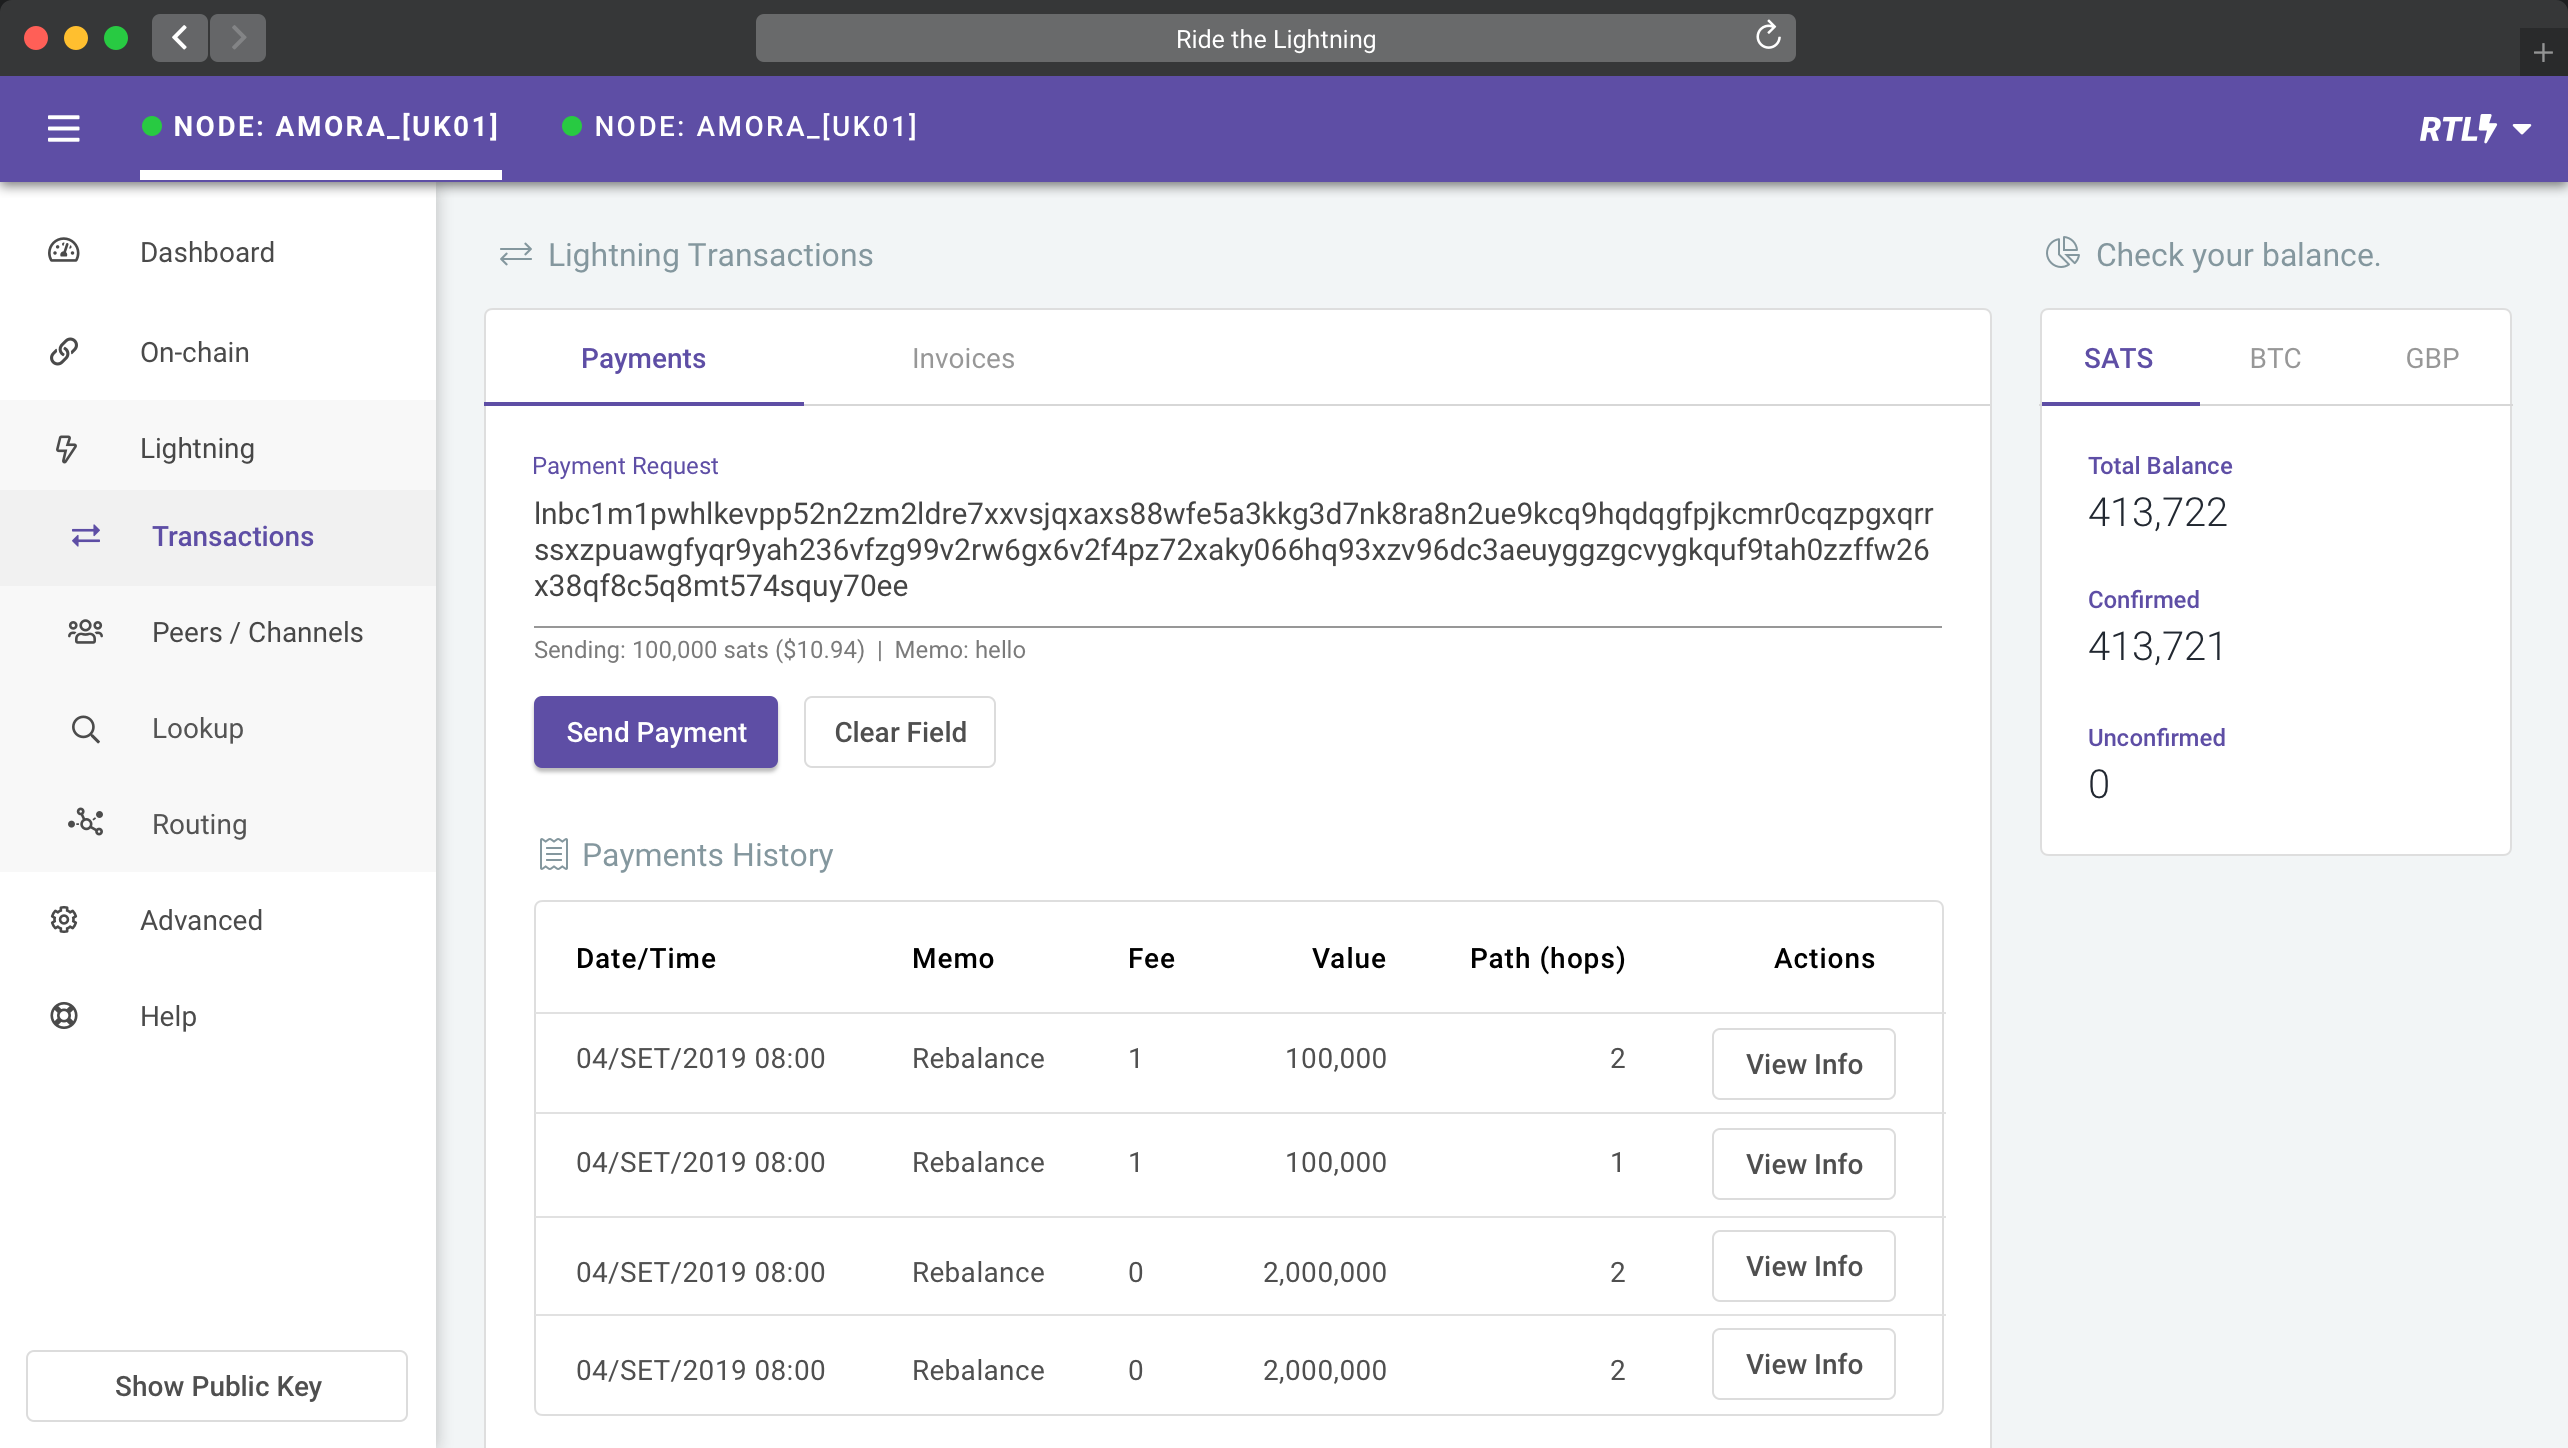 Ride the Lightning
NODE: AMORA_[UK01]
NODE: AMORA_[UK01]
RTL
Dashboard
On-chain
Lightning
Transactions
Peers / Channels
Lookup
Routing
Advanced
Help
Show Public Key
Lightning Transactions
Payments
Invoices
Payment Request
lnbc1m1pwhlkevpp52n2zm2ldre7xxvsjqxaxs88wfe5a3kkg3d7nk8ra8n2ue9kcq9hqdqgfpjkcmr0cqzpgxqrr
ssxzpuawgfyqr9yah236vfzg99v2rw6gx6v2f4pz72xaky066hq93xzv96dc3aeuyggzgcvygkquf9tah0zzffw26
x38qf8c5q8mt574squy70ee
Sending: 100,000 sats ($10.94) | Memo: hello
Send Payment
Clear Field
Payments History
Date/Time Memo Fee Value Path (hops) Actions
04/SET/2019 08:00 Rebalance 1 100,000 2 View Info
04/SET/2019 08:00 Rebalance 1 100,000 1 View Info
04/SET/2019 08:00 Rebalance 0 2,000,000 2 View Info
04/SET/2019 08:00 Rebalance 0 2,000,000 2 View Info
Check your balance.
SATS
BTC
GBP
Total Balance
413,722
Confirmed
413,721
Unconfirmed
0